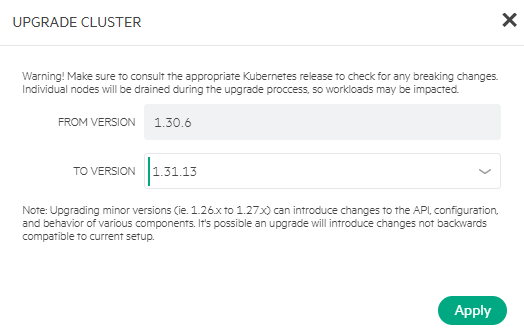 UPGRADE CLUSTER
Warning! Make sure to consult the appropriate Kubernetes release to check for any breaking changes.
Individual nodes will be drained during the upgrade proccess, so workloads may be impacted.
FROM VERSION 1.30.6
TO VERSION 1.31.13
Note: Upgrading minor versions (ie. 1.26.x to 1.27.x) can introduce changes to the API, configuration,
and behavior of various components. It's possible an upgrade will introduce changes not backwards
compatible to current setup.
Apply